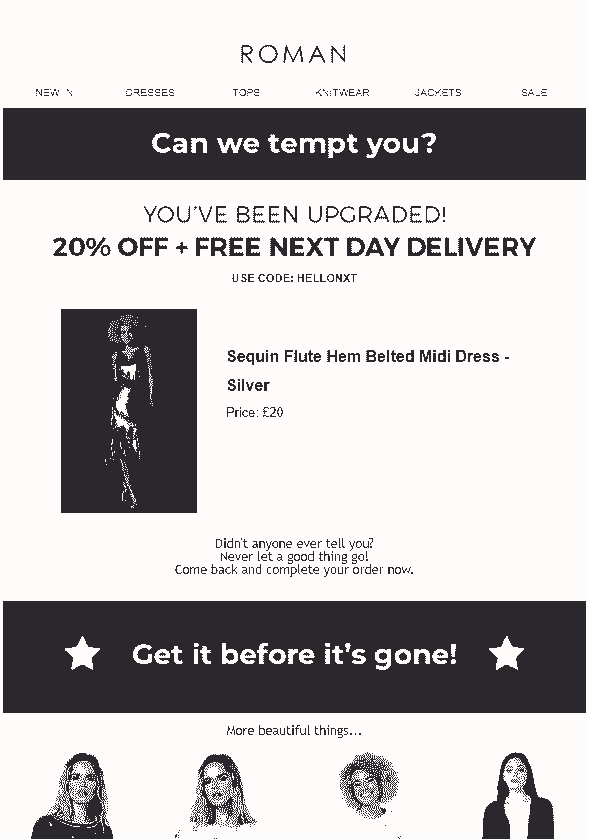 ROMAN
NEW IN DRESSES TOPS KNITWEAR JACKETS SALE
Can we tempt you?
YOU'VE BEEN UPGRADED!
20% OFF + FREE NEXT DAY DELIVERY
USE CODE: HELLONXT
Sequin Flute Hem Belted Midi Dress -
Silver
Price: £20
Didn't anyone ever tell you?
Never let a good thing go!
Come back and complete your order now.
Get it before it's gone!
More beautiful things...